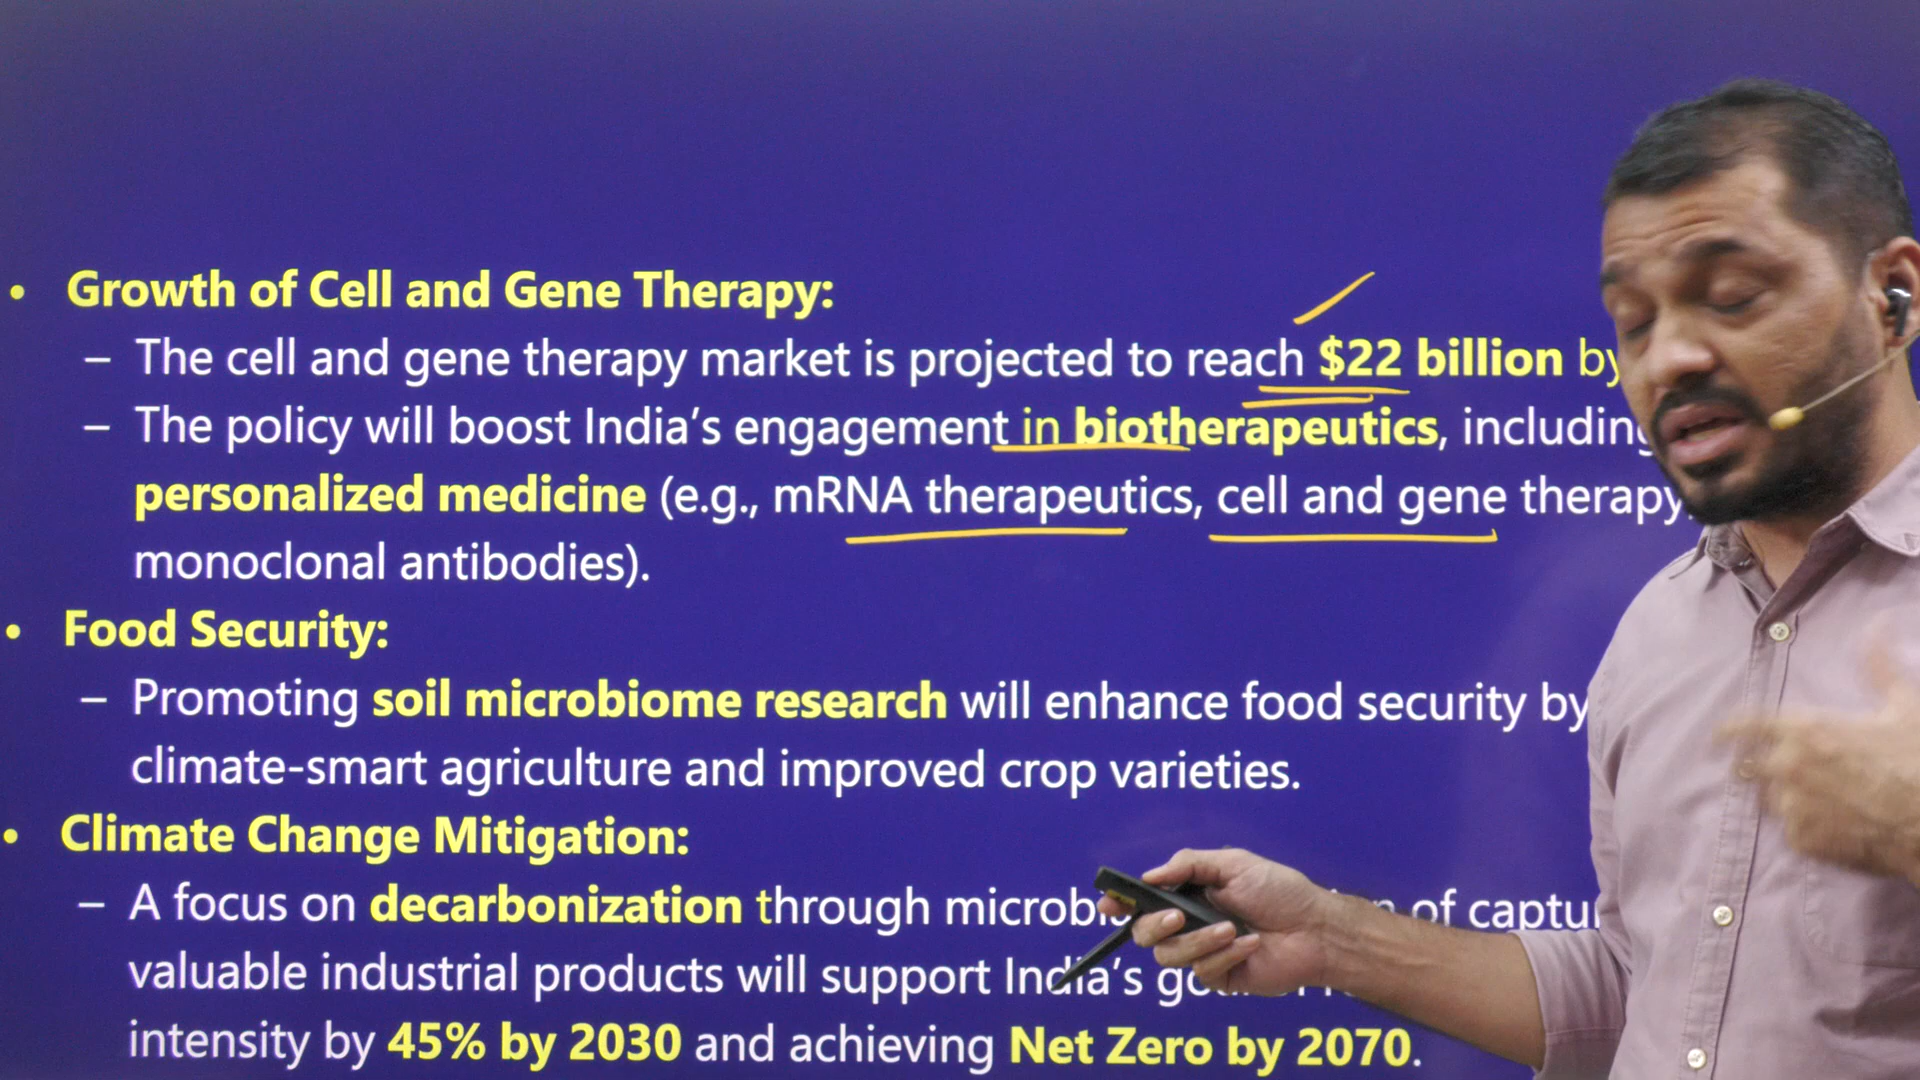 • Growth of Cell and Gene Therapy:
– The cell and gene therapy market is projected to reach $22 billion by
– The policy will boost India's engagement in biotherapeutics, including
personalized medicine (e.g., mRNA therapeutics, cell and gene therapy,
monoclonal antibodies).
• Food Security:
– Promoting soil microbiome research will enhance food security by
climate-smart agriculture and improved crop varieties.
• Climate Change Mitigation:
– A focus on decarbonization through of
valuable industrial products will support India's
intensity by 45% by 2030 and achieving Net Zero by 2070.